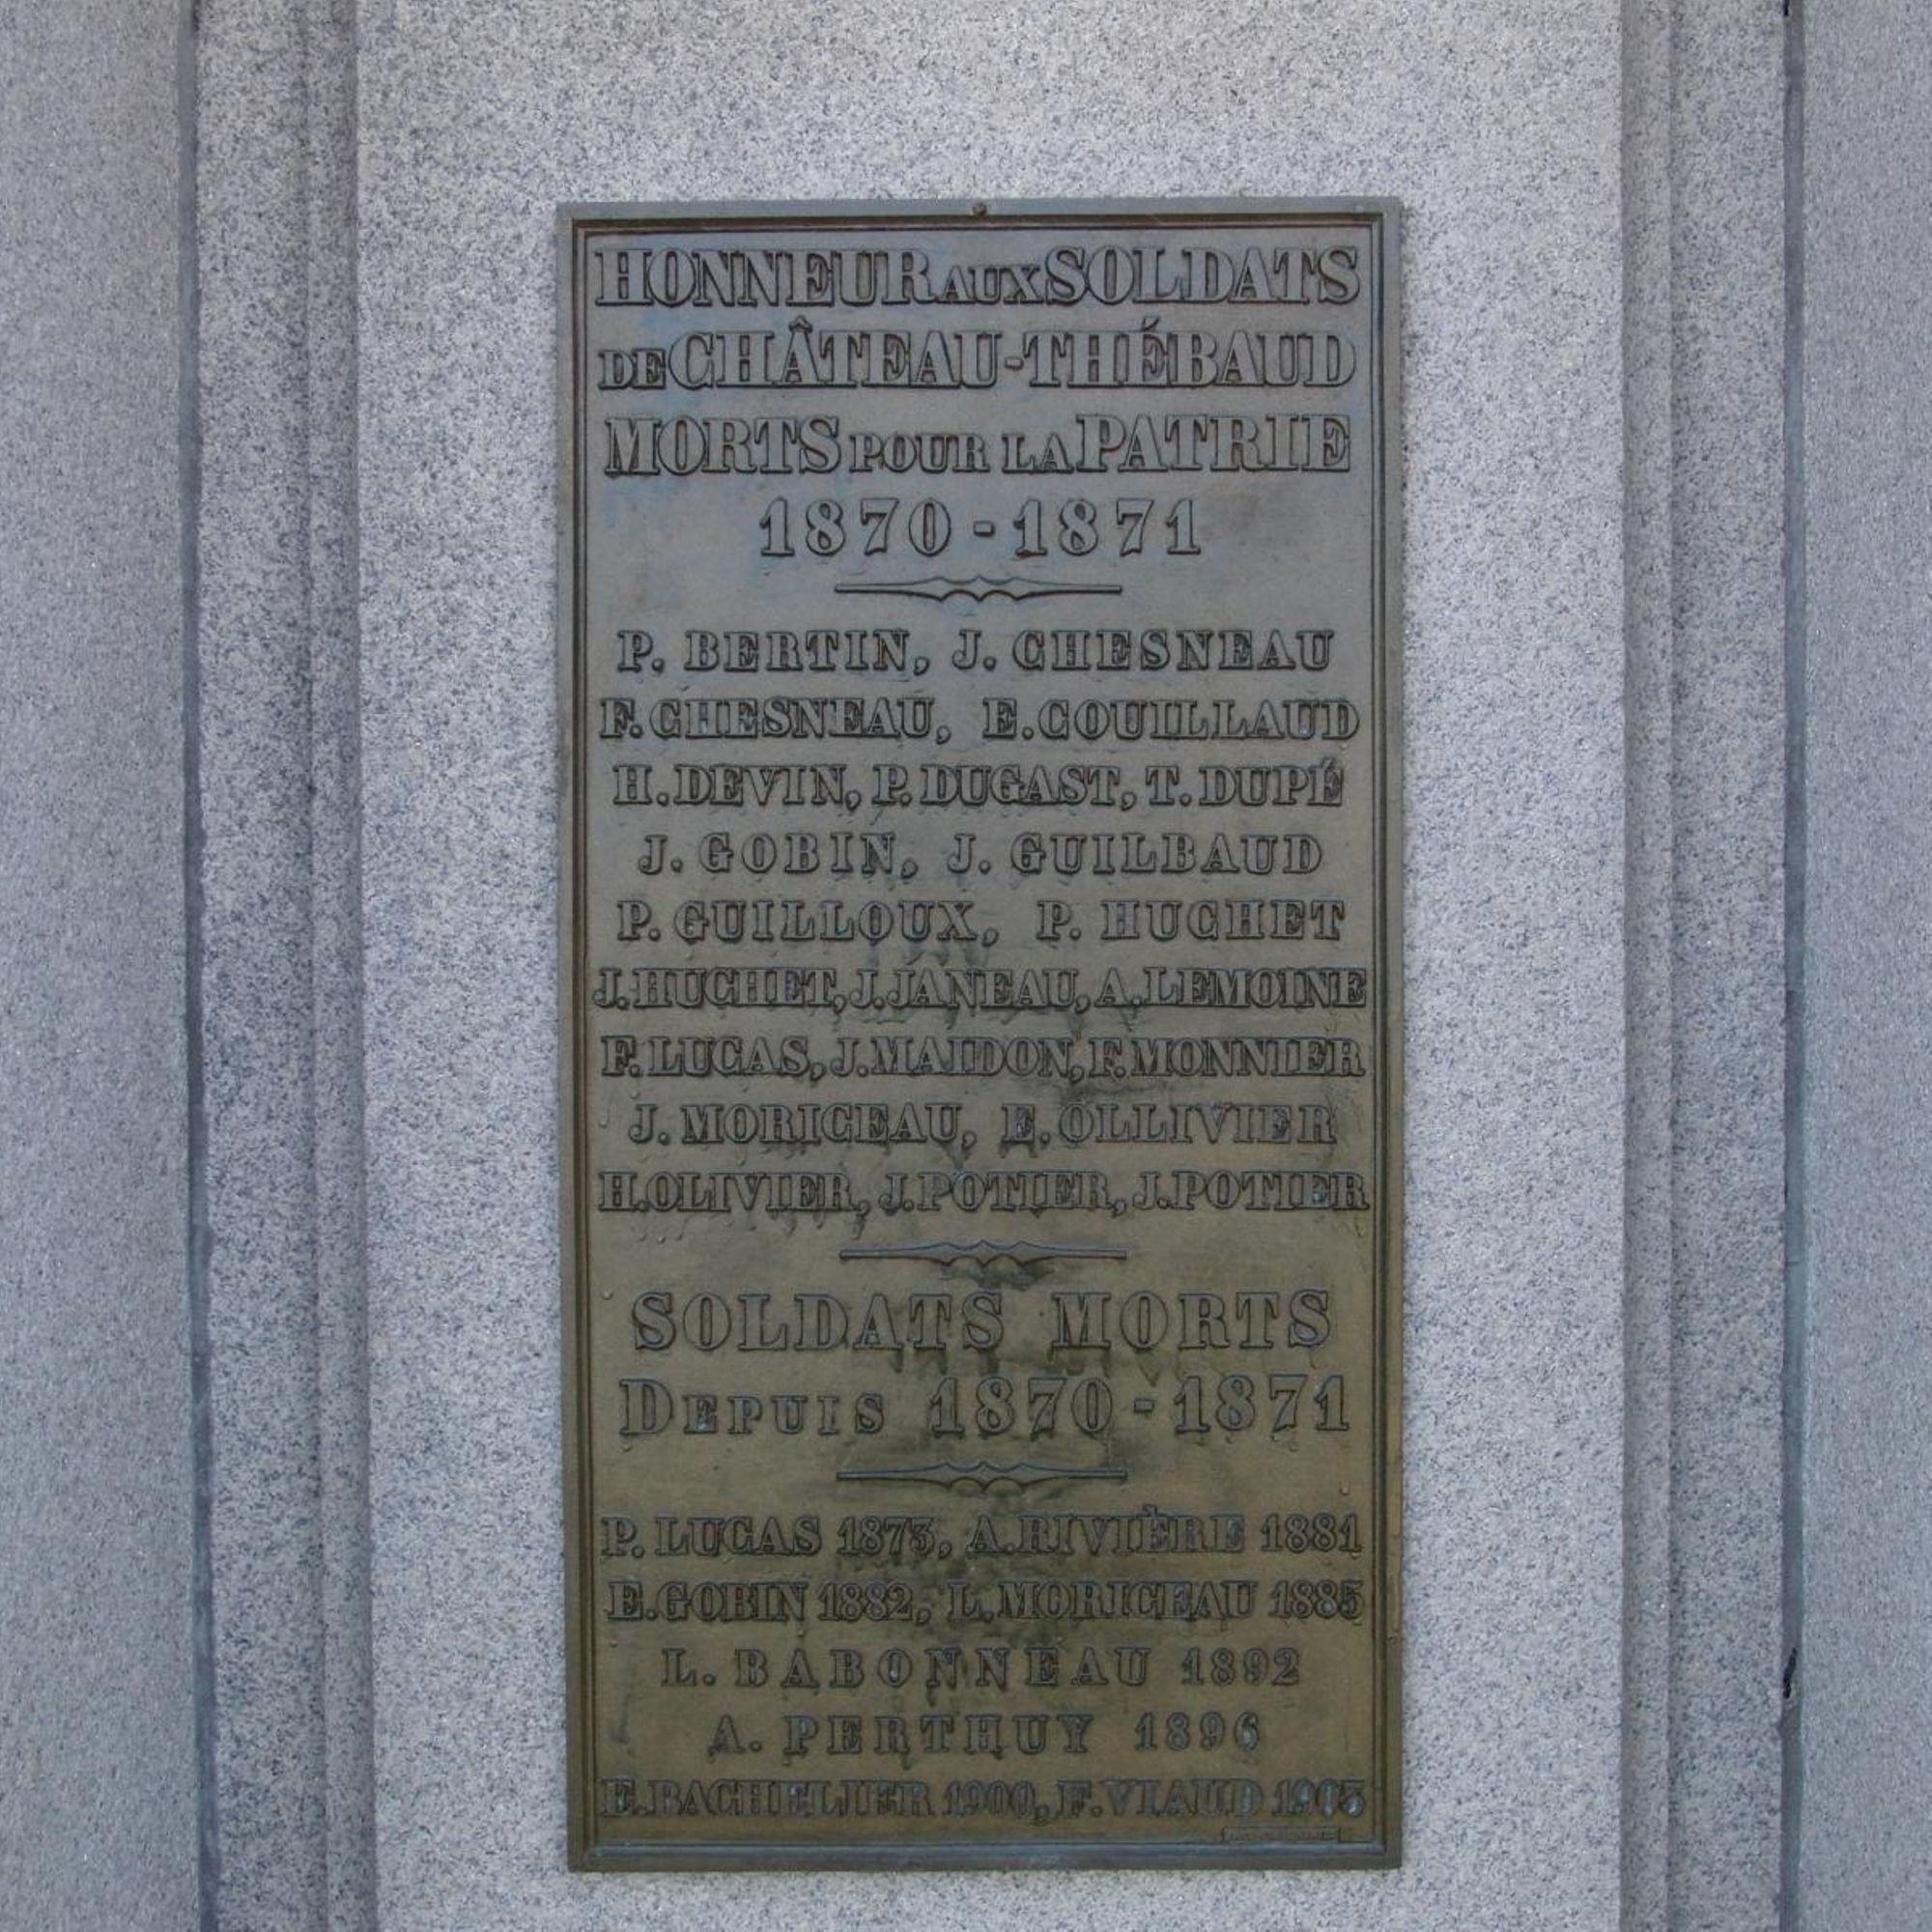 HONNEUR AUX SOLDATS
DE CHÂTEAU-THÉBAUD
MORTS POUR LA PATRIE
1870-1871
P. BERTIN, J. CHESNEAU
F. CHESNEAU, E. COUILLAUD
H. DEVIN, P. DUGAST, T. DUPÉ
J. GOBIN, J. GUILBAUD
P. GUILLOUX, P. HUCHET
J. HUCHET, J. JANEAU, A. LEMOINE
F. LUCAS, J. MAIDON, F. MONNIER
J. MORICEAU, E. OLLIVIER
H. OLIVIER, J. POTIER, J. POTIER
SOLDATS MORTS
DEPUIS 1870-1871
P. LUCAS 1873, A. RIVIÈRE 1881
E. GOBIN 1882, L. MORICEAU 1885
L. BABONNEAU 1892
A. PERTHUY 1896
E. BACHELIER 1900, F. VIAUD 1903